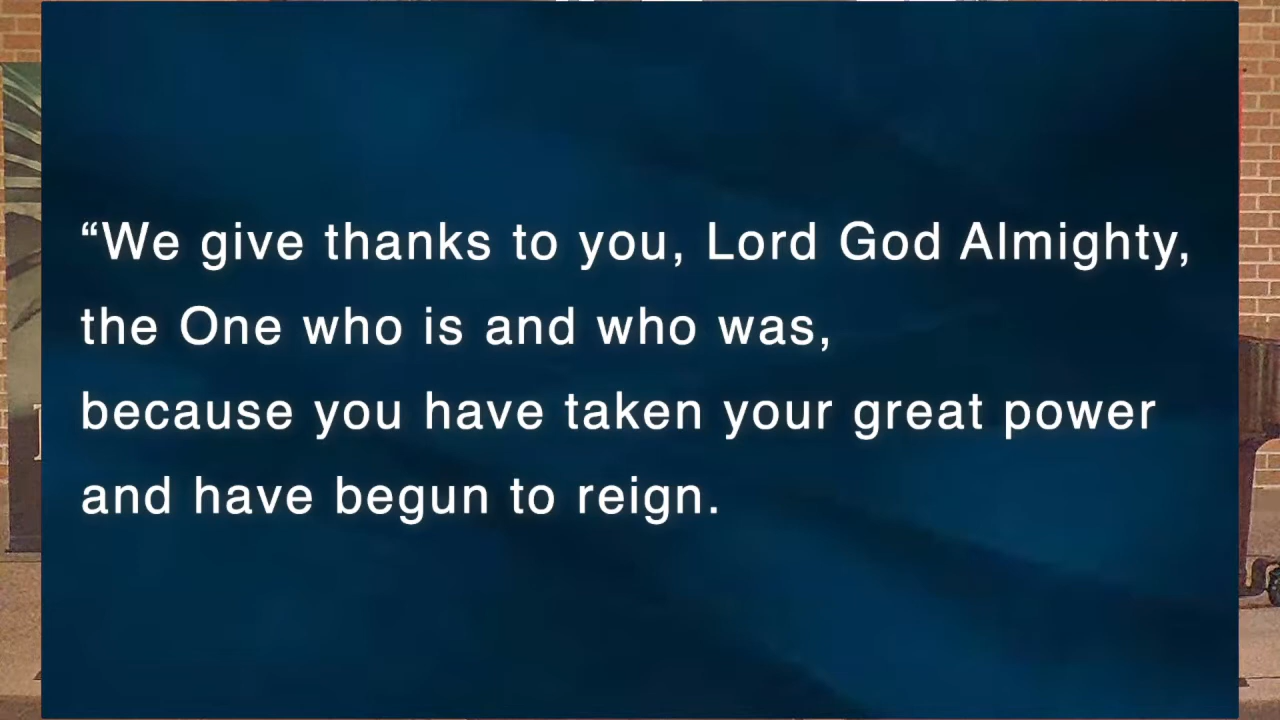 “We give thanks to you, Lord God Almighty,
the One who is and who was,
because you have taken your great power
and have begun to reign.